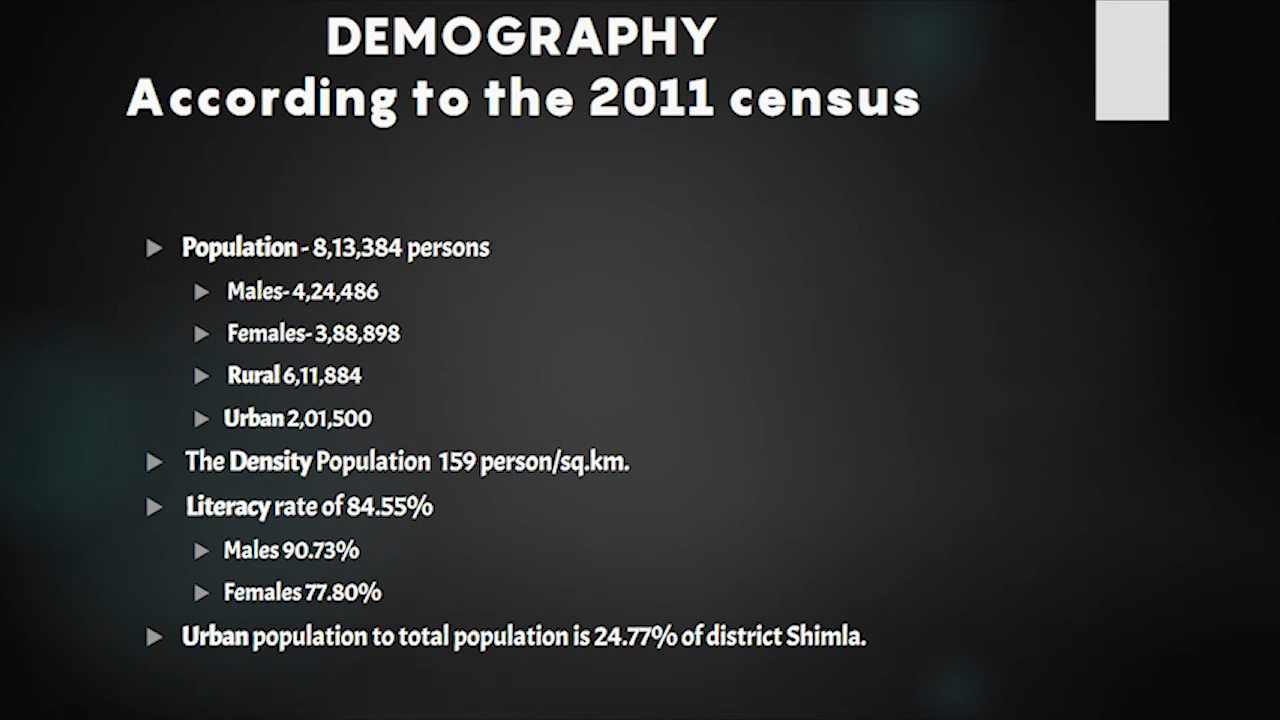 DEMOGRAPHY
According to the 2011 census
Population - 8,13,384 persons
Males- 4,24,486
Females- 3,88,898
Rural 6,11,884
Urban 2,01,500
The Density Population 159 person/sq.km.
Literacy rate of 84.55%
Males 90.73%
Females 77.80%
Urban population to total population is 24.77% of district Shimla.